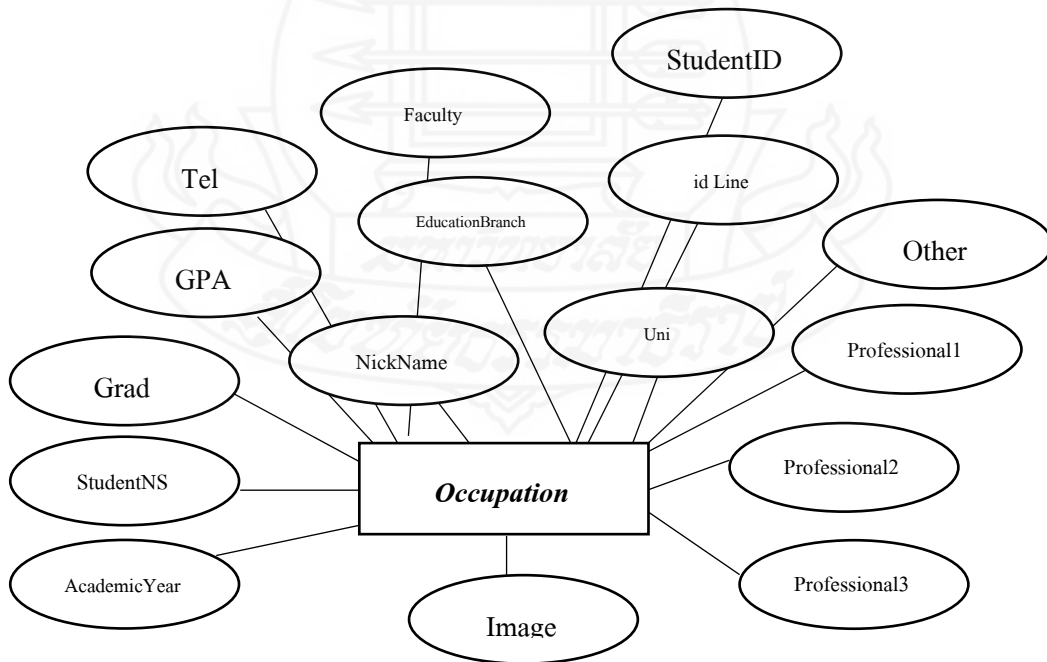 StudentID
Faculty
Tel
id Line
EducationBranch
Other
GPA
Uni
Professional1
NickName
Grad
Professional2
StudentNS
Occupation
AcademicYear
Professional3
Image